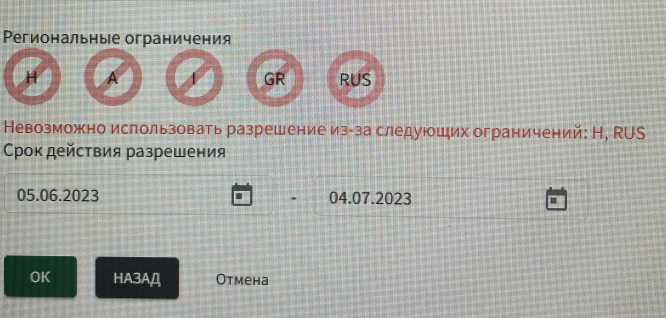 Региональные ограничения
H A I GR RUS
Невозможно использовать разрешение из-за следующих ограничений: H, RUS
Срок действия разрешения
05.06.2023 - 04.07.2023
ОК НАЗАД Отмена